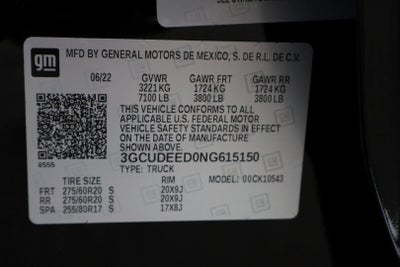 gm
MFD BY GENERAL MOTORS DE MEXICO, S. DE R.L. DE C.V.
06/22 GVWR GAWR FRT GAWR RR
3221 KG 1724 KG 1724 KG
7100 LB 3800 LB 3800 LB
THIS VEHICLE CONFORMS TO ALL
APPLICABLE U.S. FEDERAL MOTOR
VEHICLE SAFETY STANDARDS IN EFFECT
ON THE DATE OF MANUFACTURE
SHOWN ABOVE.
8555
3GCUDEED0NG615150
TYPE: TRUCK
TIRE SIZE RIM MODEL: 00CK10543
FRT 275/60R20 S 20X9J
RR 275/60R20 S 20X9J
SPA 255/80R17 S 17X8J